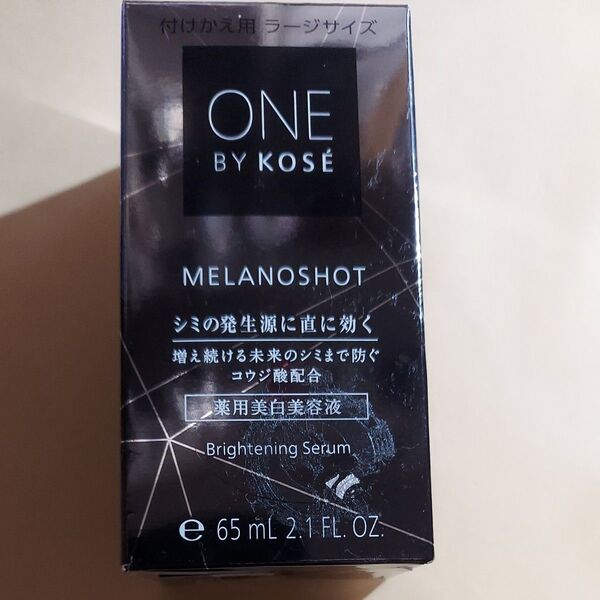 付けかえ用 ラージサイズ
ONE
BY KOSÉ
MELANOSHOT
シミの発生源に直に効く
増え続ける未来のシミまで防ぐ
コウジ酸配合
薬用美白美容液
Brightening Serum
℮ 65 mL 2.1 FL. OZ.